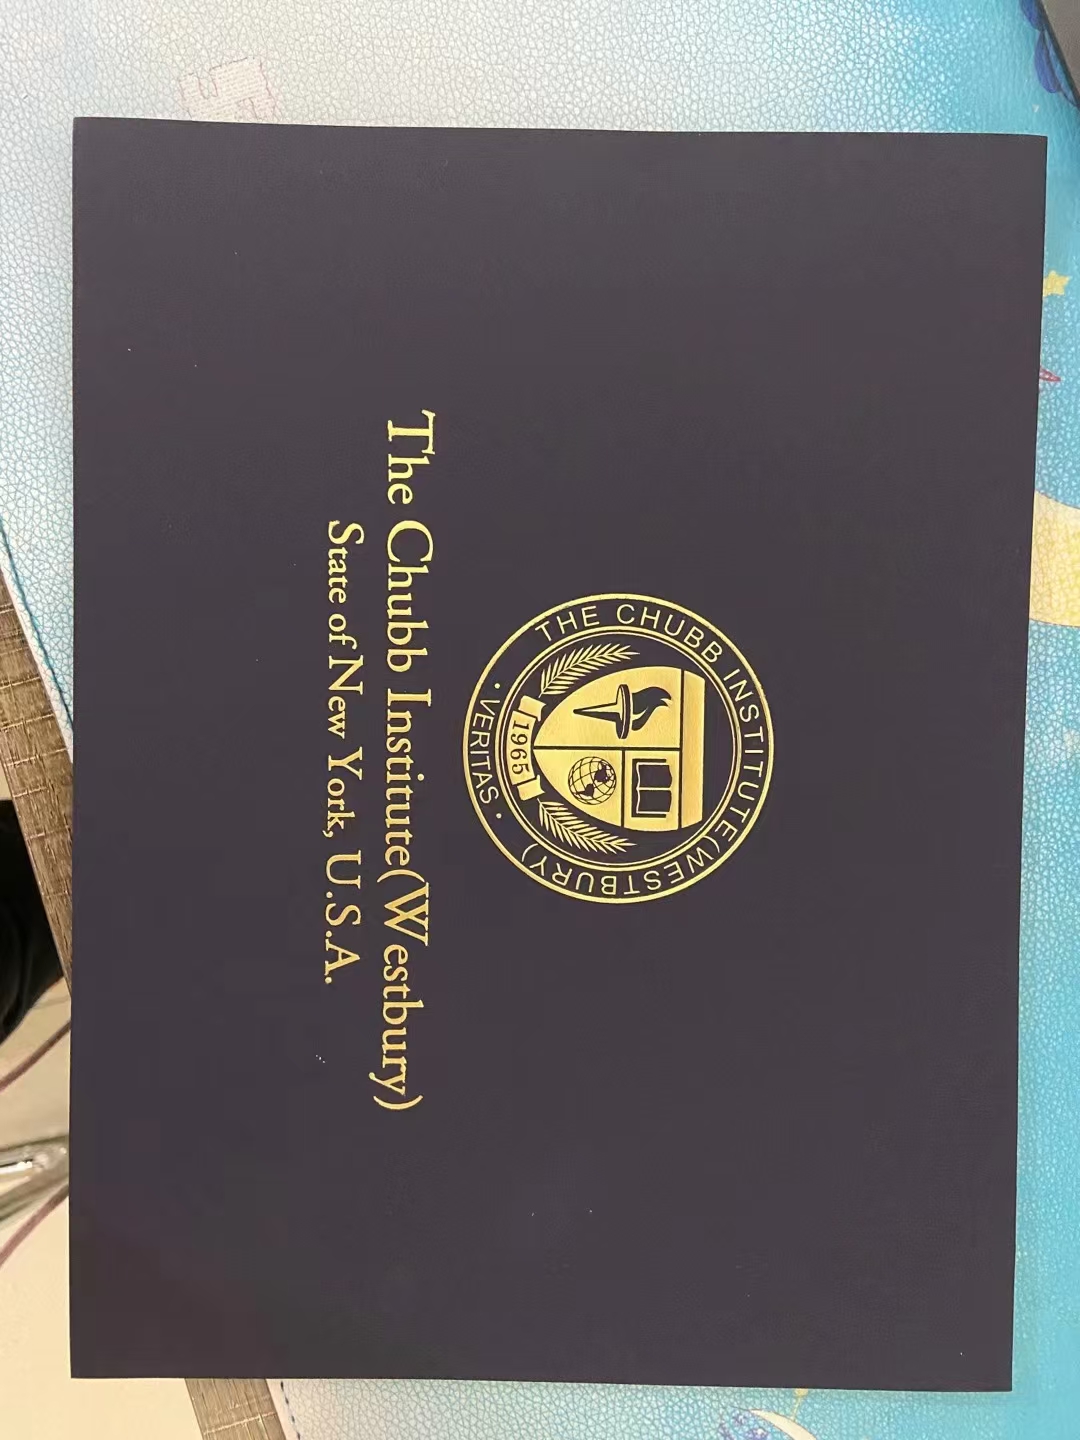 THE CHUBB INSTITUTE(WESTBURY)
1965
· VERITAS ·
The Chubb Institute(Westbury)
State of New York, U.S.A.